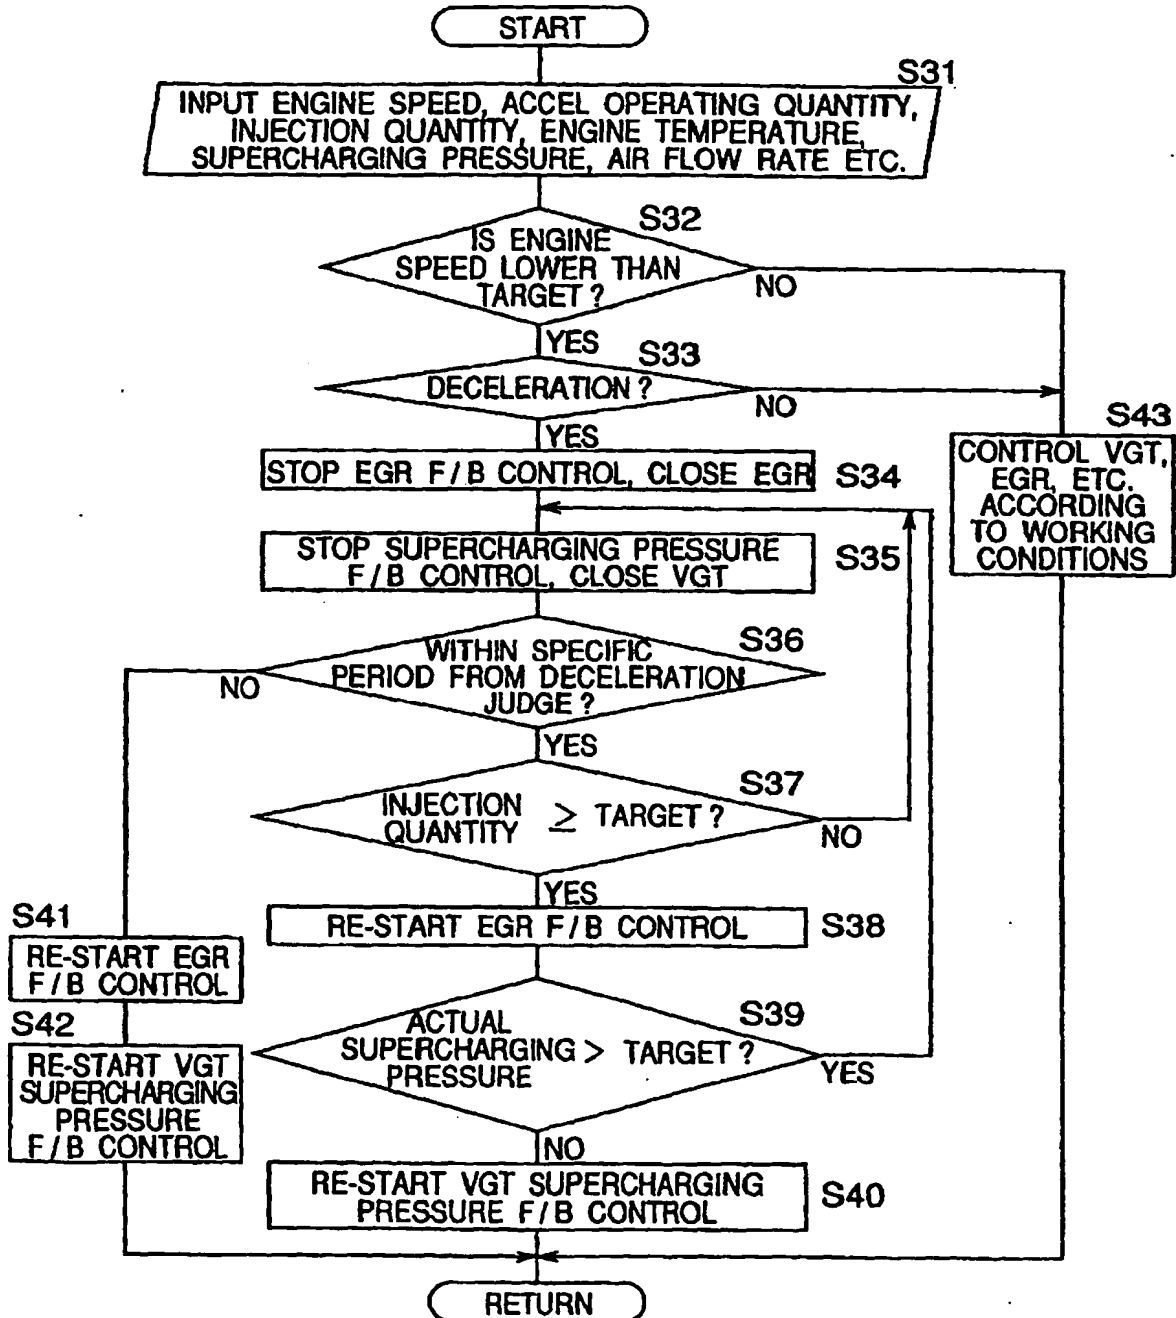 START
S31
INPUT ENGINE SPEED, ACCEL OPERATING QUANTITY,
INJECTION QUANTITY, ENGINE TEMPERATURE,
SUPERCHARGING PRESSURE, AIR FLOW RATE ETC.
S32
IS ENGINE
SPEED LOWER THAN
TARGET ?
NO
YES
S33
DECELERATION ?
NO
YES
S43
CONTROL VGT,
EGR, ETC.
ACCORDING
TO WORKING
CONDITIONS
STOP EGR F/B CONTROL, CLOSE EGR
S34
STOP SUPERCHARGING PRESSURE
F/B CONTROL, CLOSE VGT
S35
S36
WITHIN SPECIFIC
PERIOD FROM DECELERATION
JUDGE ?
NO
YES
S37
INJECTION
QUANTITY ≥ TARGET ?
NO
YES
RE-START EGR F/B CONTROL
S38
S41
RE-START EGR
F/B CONTROL
S42
RE-START VGT
SUPERCHARGING
PRESSURE
F/B CONTROL
S39
ACTUAL
SUPERCHARGING > TARGET ?
PRESSURE
YES
NO
RE-START VGT SUPERCHARGING
PRESSURE F/B CONTROL
S40
RETURN